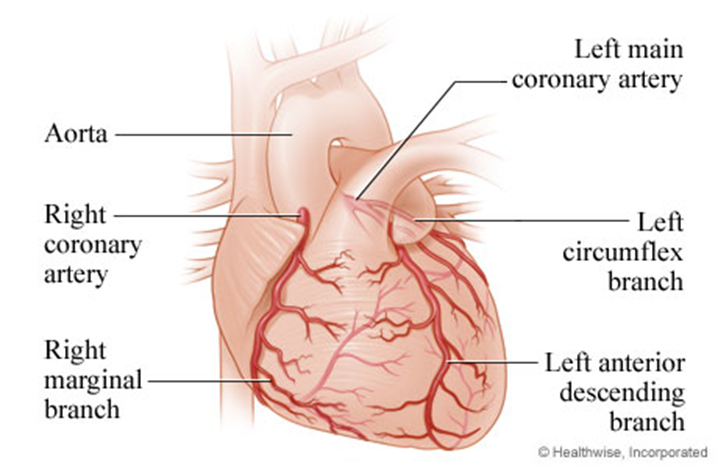 Left main
coronary artery
Aorta
Right
coronary
artery
Left
circumflex
branch
Right
marginal
branch
Left anterior
descending
branch
© Healthwise, Incorporated